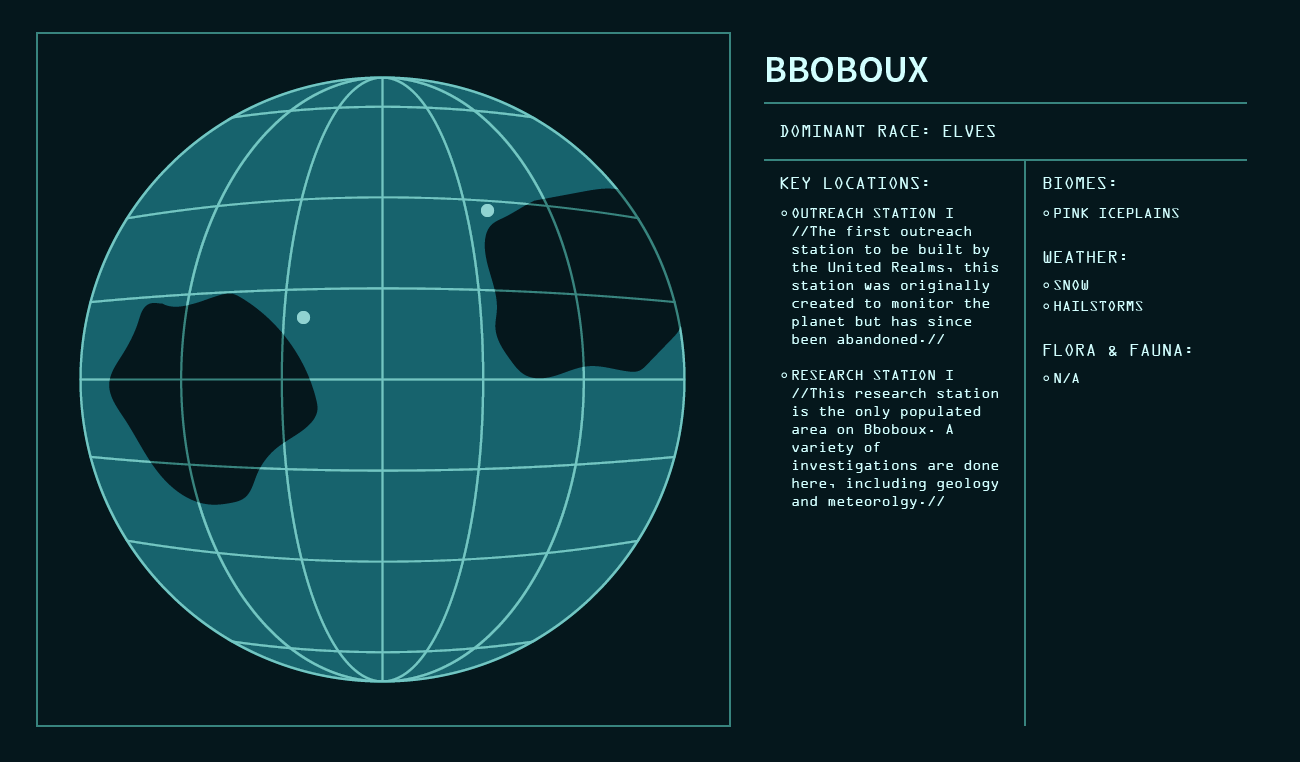 BBOBOUX
DOMINANT RACE: ELVES
KEY LOCATIONS:
OUTREACH STATION I
//The first outreach
station to be built by
the United Realms, this
station was originally
created to monitor the
planet but has since
been abandoned.//
RESEARCH STATION I
//This research station
is the only populated
area on Bboboux. A
variety of
investigations are done
here, including geology
and meteorolgy.//
BIOMES:
PINK ICEPLAINS
WEATHER:
SNOW
HAILSTORMS
FLORA & FAUNA:
N/A